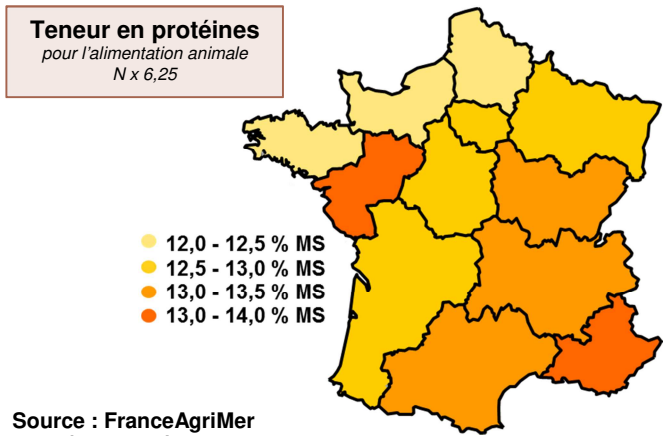 Teneur en protéines
pour l'alimentation animale
N x 6,25
12,0 - 12,5 % MS
12,5 - 13,0 % MS
13,0 - 13,5 % MS
13,0 - 14,0 % MS
Source : FranceAgriMer